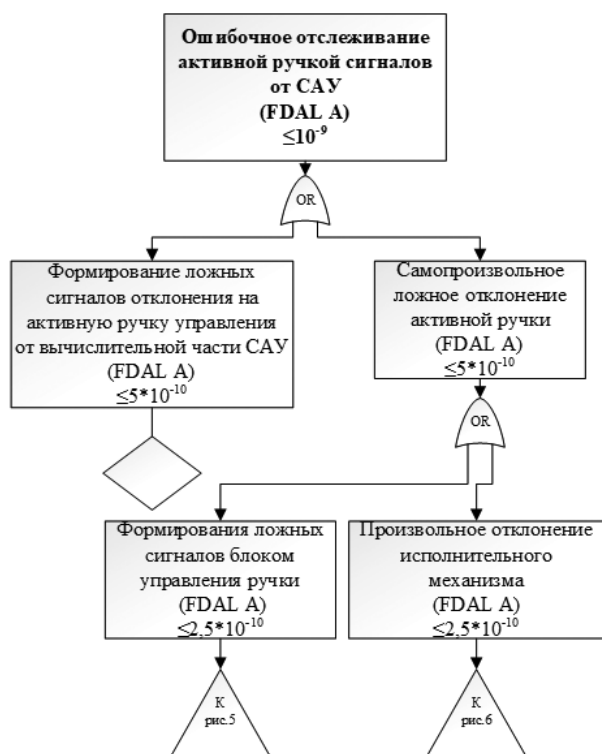 Ошибочное отслеживание
активной ручкой сигналов
от САУ
(FDAL A)
≤10⁻⁹
OR
Формирование ложных
сигналов отклонения на
активную ручку управления
от вычислительной части САУ
(FDAL A)
≤5*10⁻¹⁰
Самопроизвольное
ложное отклонение
активной ручки
(FDAL A)
≤5*10⁻¹⁰
OR
Формирования ложных
сигналов блоком
управления ручки
(FDAL A)
≤2,5*10⁻¹⁰
Произвольное отклонение
исполнительного
механизма
(FDAL A)
≤2,5*10⁻¹⁰
К
рис.5
К
рис.6